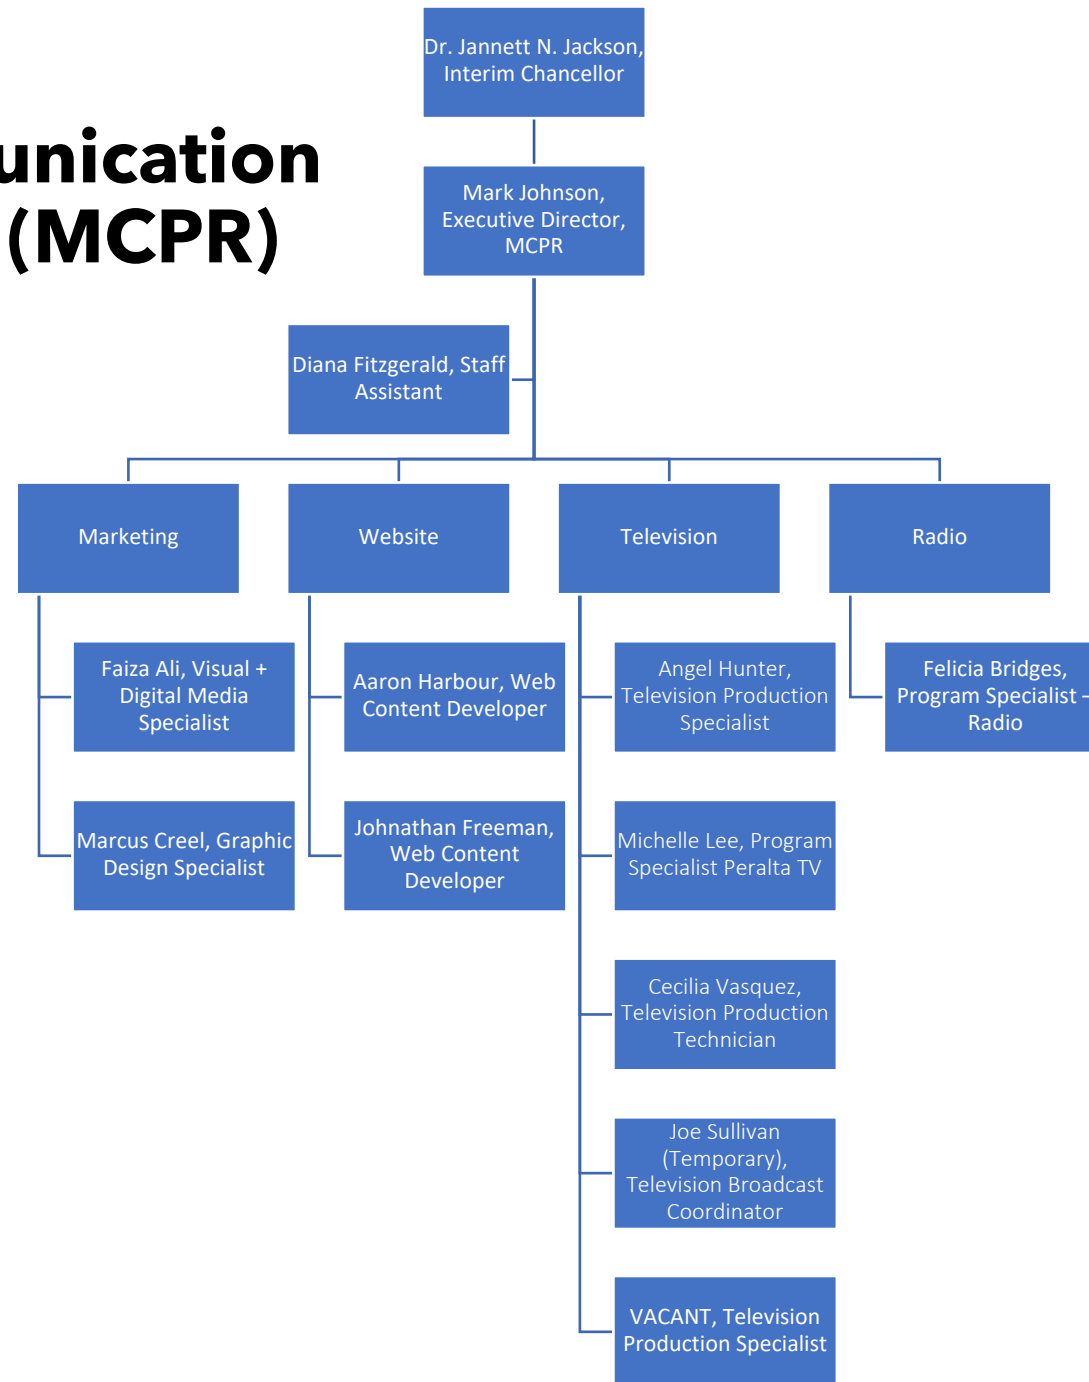 Dr. Jannett N. Jackson,
Interim Chancellor
(MCPR)
Mark Johnson,
Executive Director,
MCPR
Diana Fitzgerald, Staff
Assistant
Marketing
Website
Television
Radio
Faiza Ali, Visual +
Digital Media
Specialist
Marcus Creel, Graphic
Design Specialist
Aaron Harbour, Web
Content Developer
Johnathan Freeman,
Web Content
Developer
Angel Hunter,
Television Production
Specialist
Michelle Lee, Program
Specialist Peralta TV
Cecilia Vasquez,
Television Production
Technician
Joe Sullivan
(Temporary),
Television Broadcast
Coordinator
VACANT, Television
Production Specialist
Felicia Bridges,
Program Specialist –
Radio